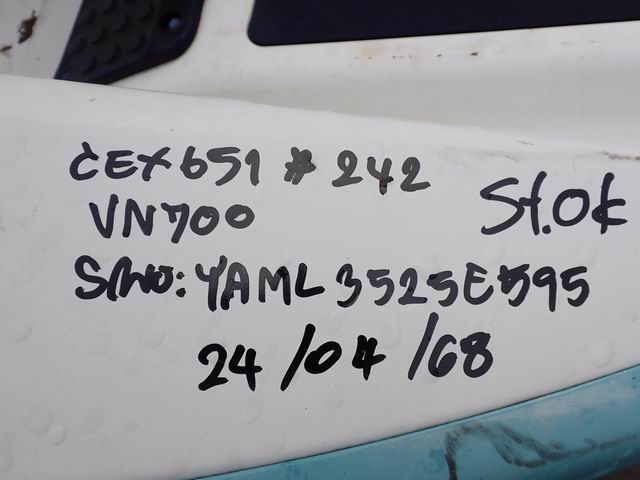 CEX651 # 242
VN700
St.Ok
S/No: YAML3525E595
24/04/68